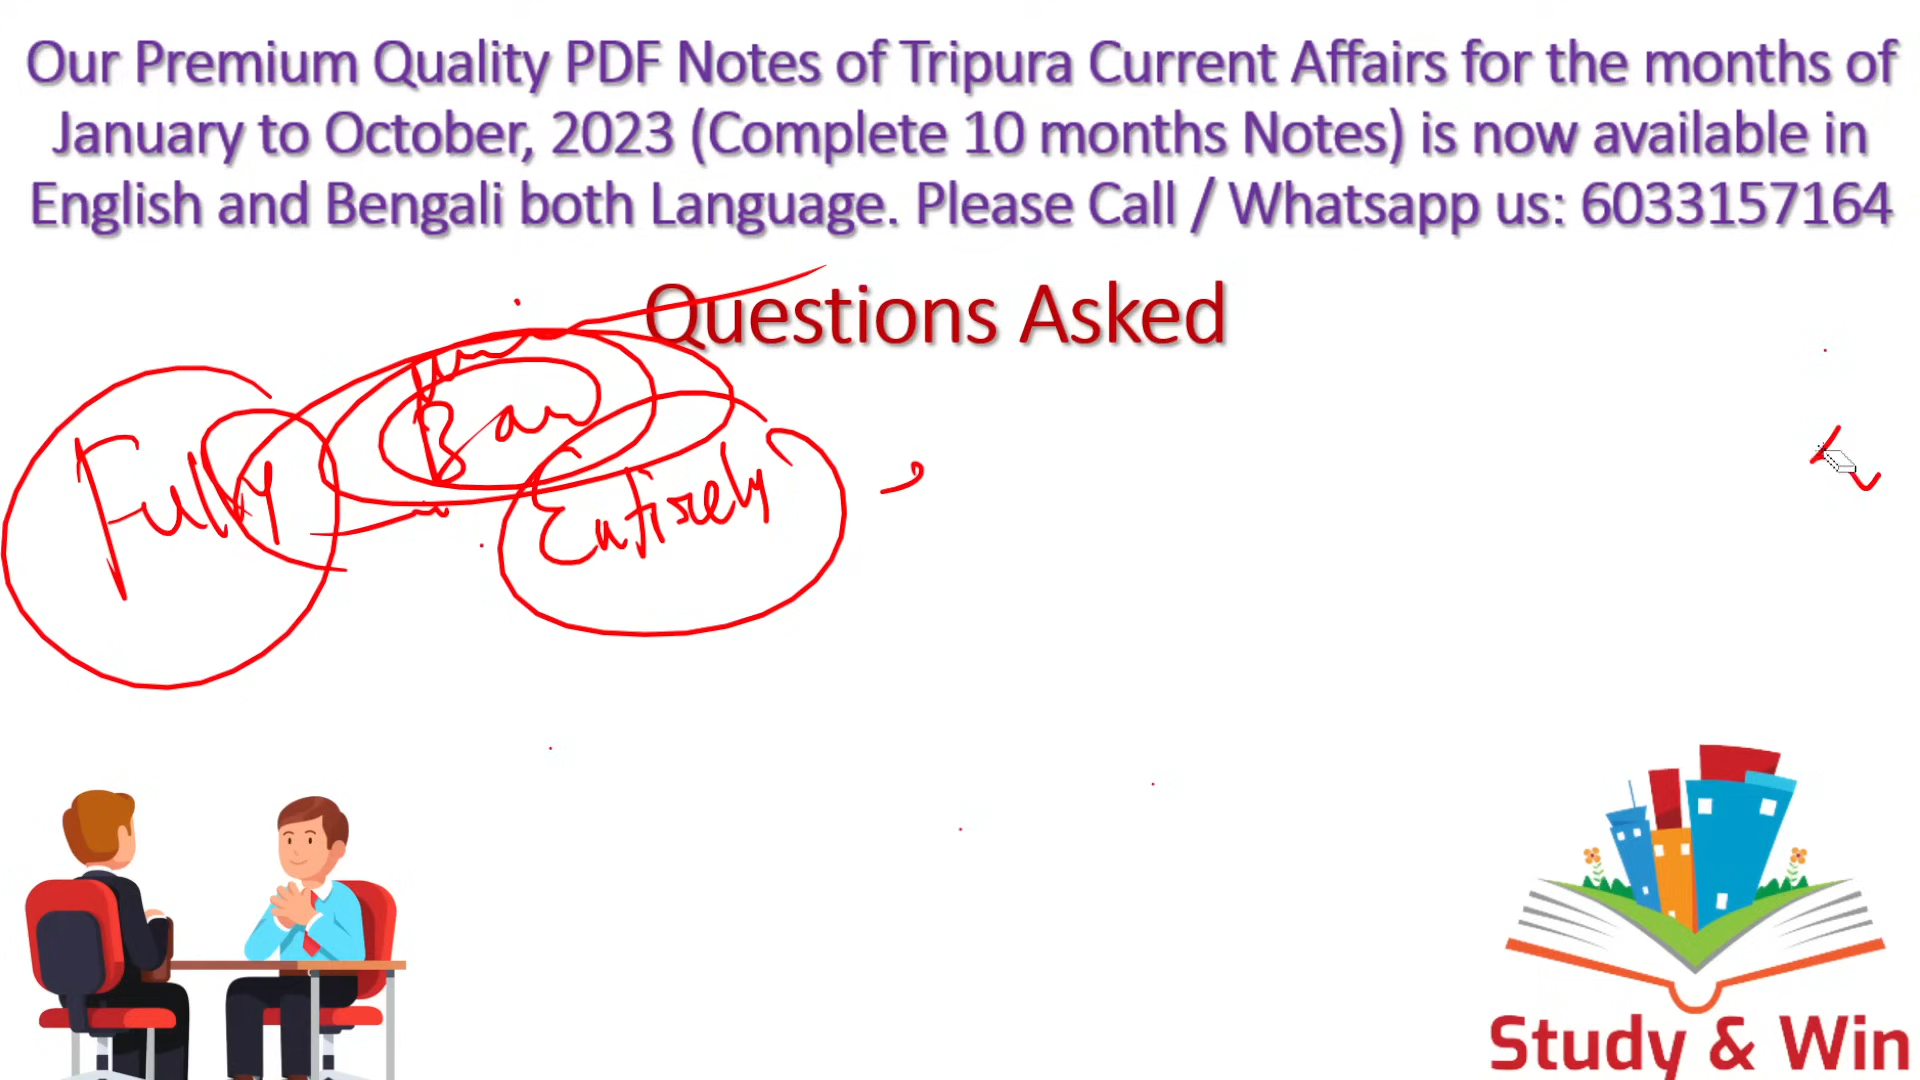 Our Premium Quality PDF Notes of Tripura Current Affairs for the months of
January to October, 2023 (Complete 10 months Notes) is now available in
English and Bengali both Language. Please Call / Whatsapp us: 6033157164
Questions Asked
Ban
Fully
Entirely
Study & Win